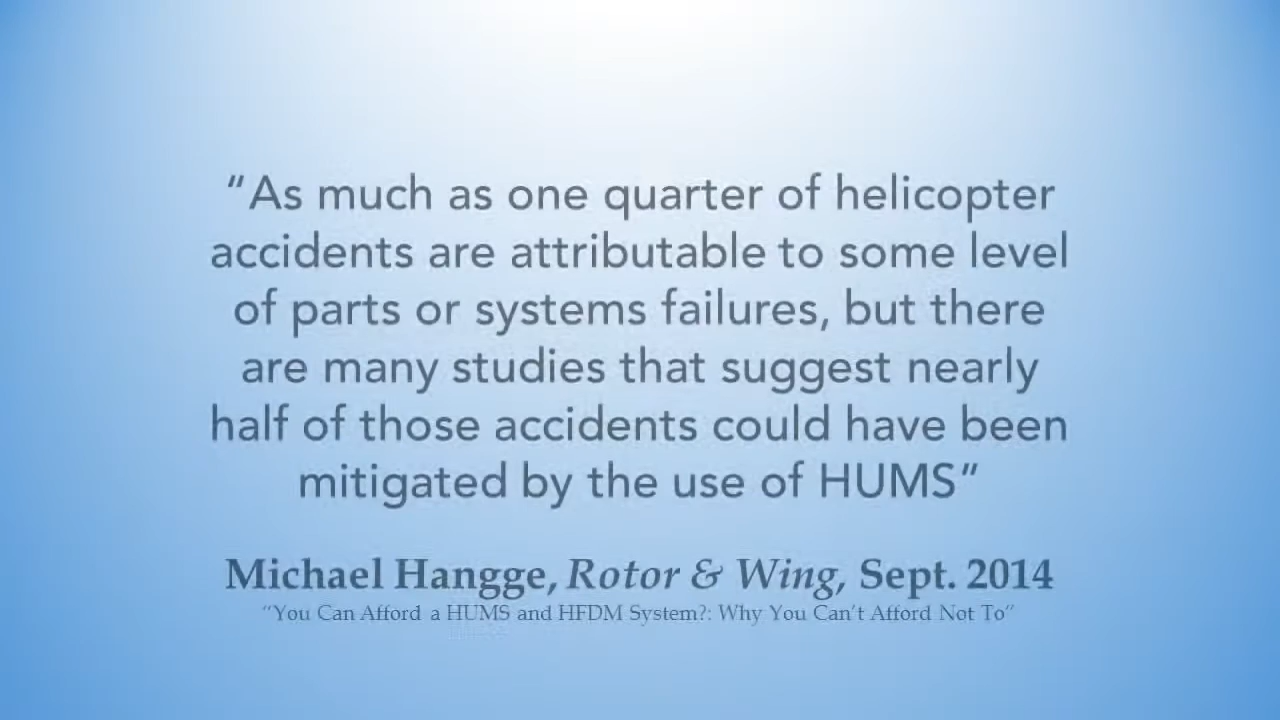 “As much as one quarter of helicopter
accidents are attributable to some level
of parts or systems failures, but there
are many studies that suggest nearly
half of those accidents could have been
mitigated by the use of HUMS”
Michael Hangge, Rotor & Wing, Sept. 2014
“You Can Afford a HUMS and HFDM System?: Why You Can’t Afford Not To”